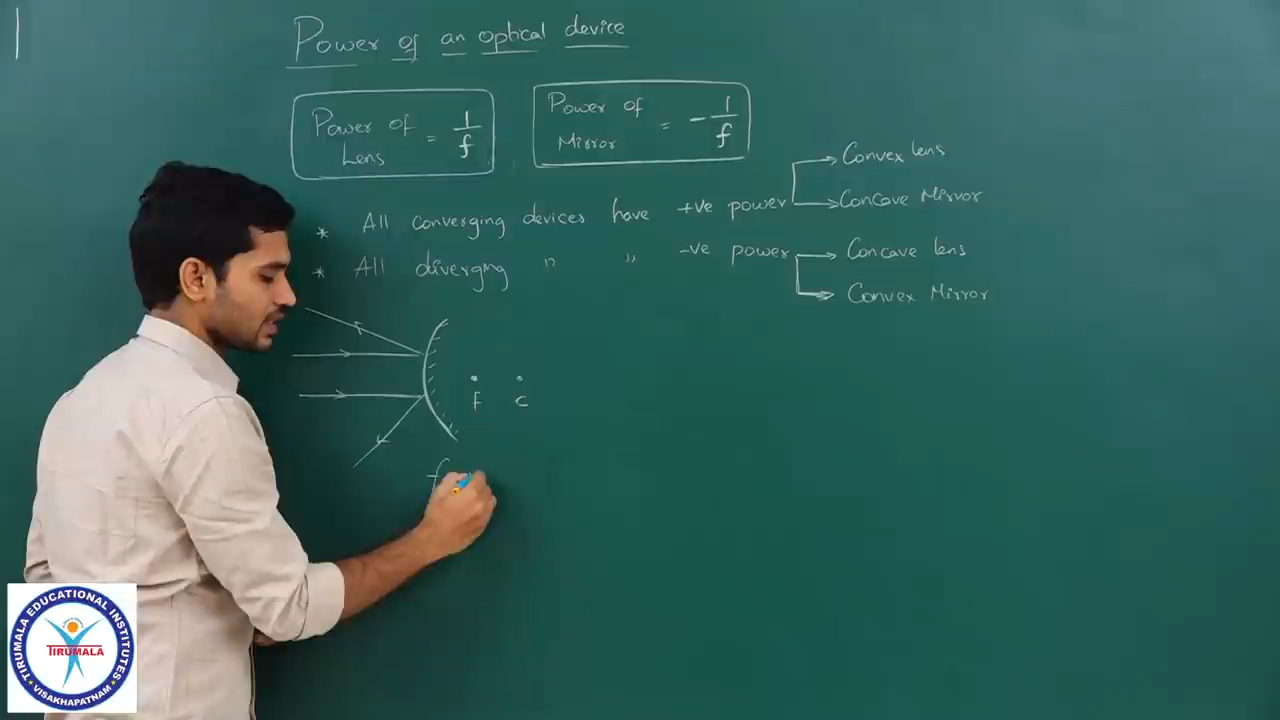 Power of an optical device
Power of Lens = 1/f
Power of Mirror = - 1/f
* All converging devices have +ve power
Convex lens
Concave Mirror
* All diverging " " -ve power
Concave lens
Convex Mirror
f c
f
TIRUMALA EDUCATIONAL INSTITUTES
TIRUMALA
VISAKHAPATNAM